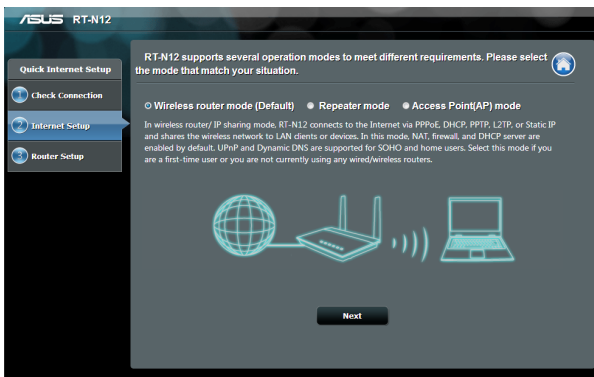 ASUS RT-N12
Quick Internet Setup
1 Check Connection
2 Internet Setup
3 Router Setup
RT-N12 supports several operation modes to meet different requirements. Please select
the mode that match your situation.
Wireless router mode (Default) Repeater mode Access Point(AP) mode
In wireless router/ IP sharing mode, RT-N12 connects to the Internet via PPPoE, DHCP, PPTP, L2TP, or Static IP
and shares the wireless network to LAN clients or devices. In this mode, NAT, firewall, and DHCP server are
enabled by default. UPnP and Dynamic DNS are supported for SOHO and home users. Select this mode if you
are a first-time user or you are not currently using any wired/wireless routers.
Next